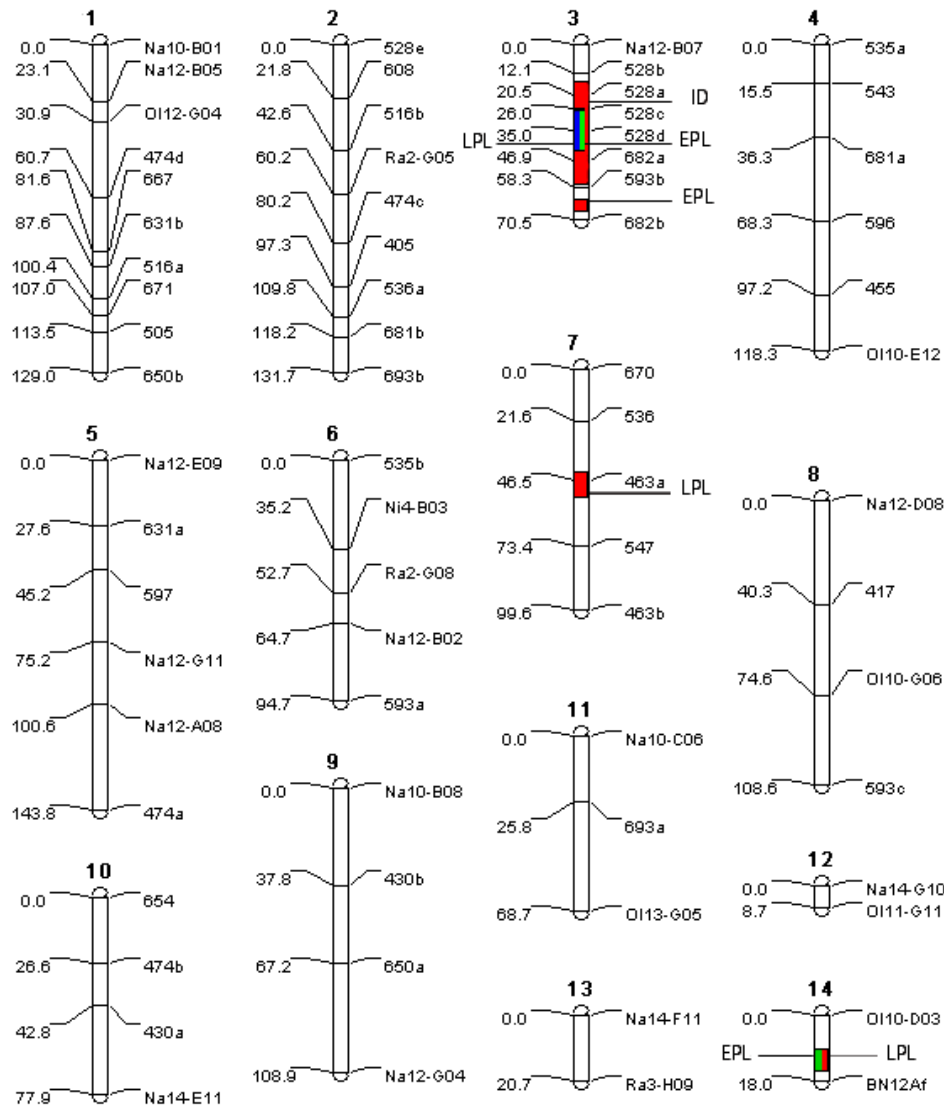 1
0.0 Na10-B01
23.1 Na12-B05
30.9 Ol12-G04
60.7 474d
81.6 667
87.6 631b
100.4 516a
107.0 671
113.5 505
129.0 650b
2
0.0 528e
21.8 608
42.6 516b
60.2 Ra2-G05
80.2 474c
97.3 405
109.8 536a
118.2 681b
131.7 693b
3
0.0 Na12-B07
12.1 528b
20.5 528a ID
26.0 528c
LPL 35.0 528d EPL
46.9 682a
58.3 593b EPL
70.5 682b
4
0.0 535a
15.5 543
36.3 681a
68.3 596
97.2 455
118.3 Ol10-E12
5
0.0 Na12-E09
27.6 631a
45.2 597
75.2 Na12-G11
100.6 Na12-A08
143.8 474a
6
0.0 535b
35.2 Ni4-B03
52.7 Ra2-G08
64.7 Na12-B02
94.7 593a
7
0.0 670
21.6 536
46.5 463a LPL
73.4 547
99.6 463b
8
0.0 Na12-D08
40.3 417
74.6 Ol10-G06
108.6 593c
9
0.0 Na10-B08
37.8 430b
67.2 650a
108.9 Na12-G04
10
0.0 654
26.6 474b
42.8 430a
77.9 Na14-E11
11
0.0 Na10-C06
25.8 693a
68.7 Ol13-G05
12
0.0 Na14-G10
8.7 Ol11-G11
13
0.0 Na14-F11
20.7 Ra3-H09
14
0.0 Ol10-D03
EPL LPL
18.0 BN12Af